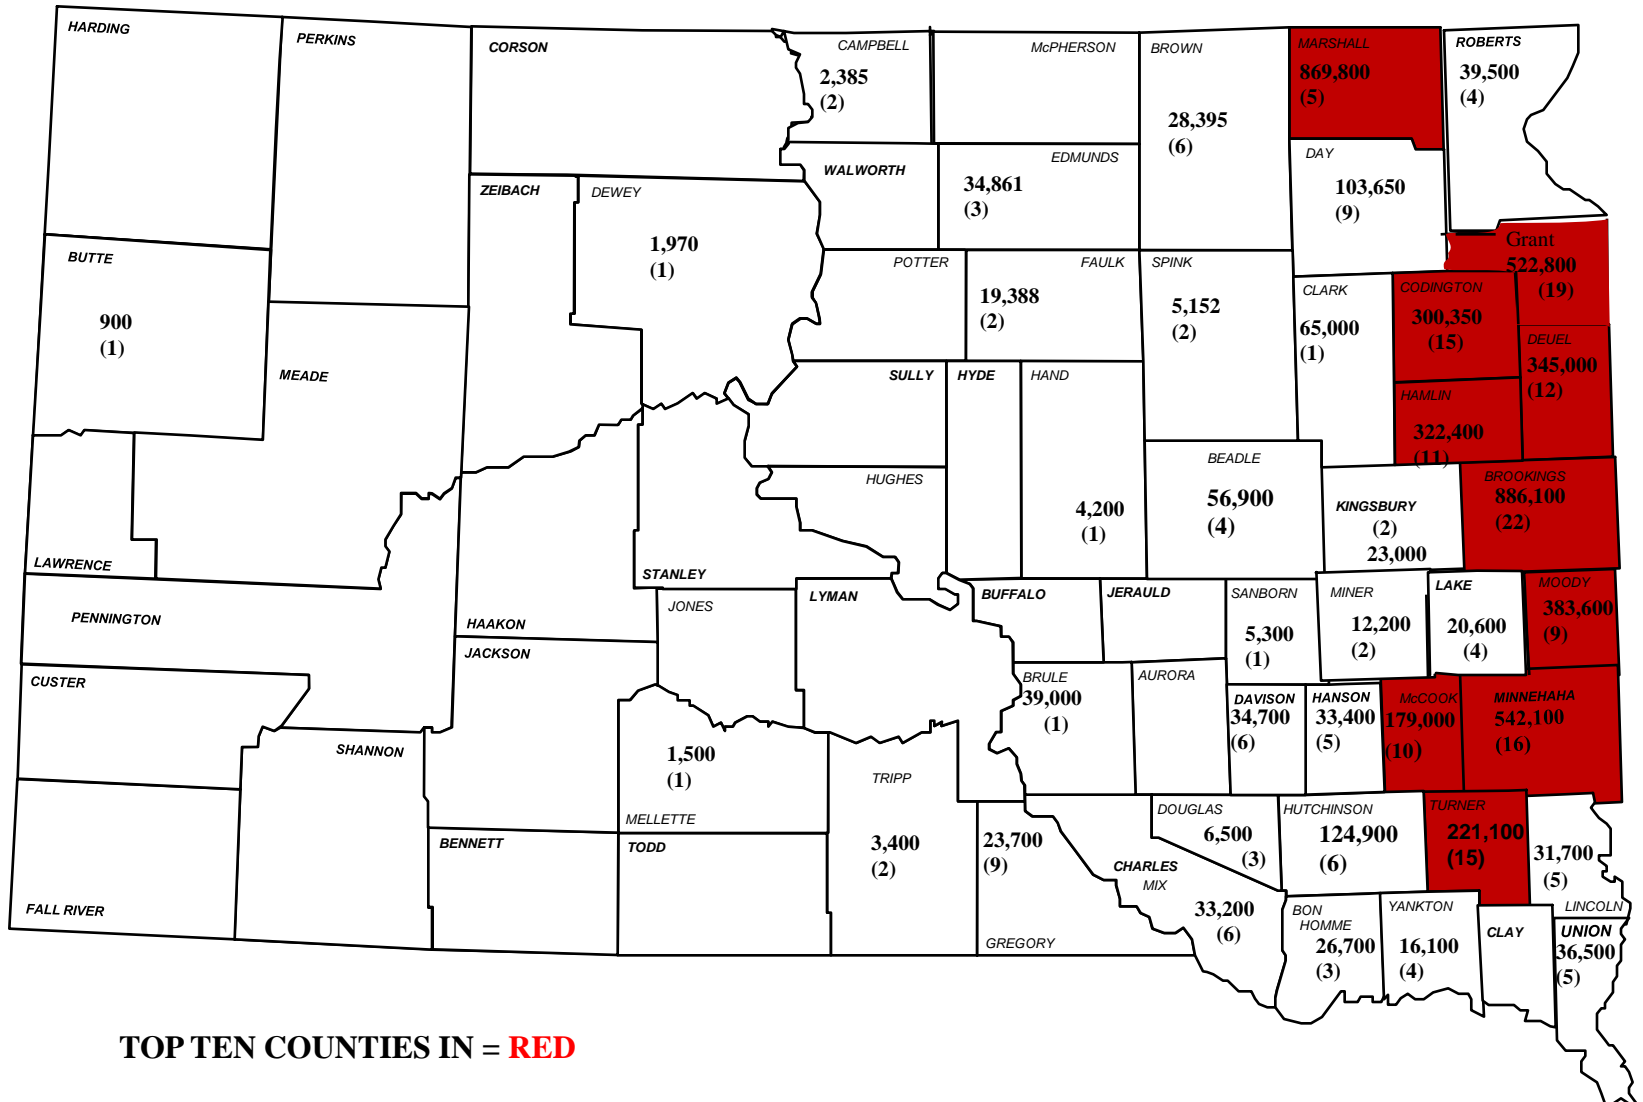 HARDING
PERKINS
CORSON
CAMPBELL
2,385
(2)
McPHERSON
BROWN
28,395
(6)
MARSHALL
869,800
(5)
ROBERTS
39,500
(4)
ZEIBACH
DEWEY
1,970
(1)
WALWORTH
EDMUNDS
34,861
(3)
DAY
103,650
(9)
BUTTE
900
(1)
MEADE
POTTER
FAULK
19,388
(2)
SPINK
5,152
(2)
CLARK
65,000
(1)
Grant
522,800
(19)
CODINGTON
300,350
(15)
DEUEL
345,000
(12)
HAMLIN
322,400
(11)
SULLY
HYDE
HAND
4,200
(1)
HUGHES
BEADLE
56,900
(4)
KINGSBURY
(2)
23,000
BROOKINGS
886,100
(22)
LAWRENCE
PENNINGTON
HAAKON
STANLEY
JONES
LYMAN
BUFFALO
JERAULD
SANBORN
5,300
(1)
MINER
12,200
(2)
LAKE
20,600
(4)
MOODY
383,600
(9)
CUSTER
JACKSON
SHANNON
1,500
(1)
MELLETTE
TRIPP
3,400
(2)
BRULE
39,000
(1)
AURORA
DAVISON
34,700
(6)
HANSON
33,400
(5)
McCOOK
179,000
(10)
MINNEHAHA
542,100
(16)
FALL RIVER
BENNETT
TODD
23,700
(9)
GREGORY
CHARLES
MIX
33,200
(6)
DOUGLAS
6,500
(3)
HUTCHINSON
124,900
(6)
TURNER
221,100
(15)
31,700
(5)
LINCOLN
BON
HOMME
26,700
(3)
YANKTON
16,100
(4)
CLAY
UNION
36,500
(5)
TOP TEN COUNTIES IN = RED